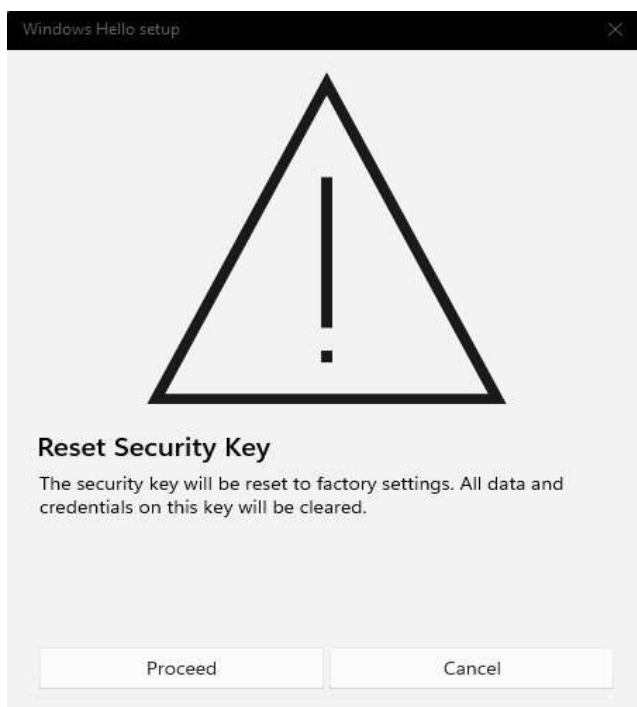 Windows Hello setup
Reset Security Key
The security key will be reset to factory settings. All data and
credentials on this key will be cleared.
Proceed
Cancel